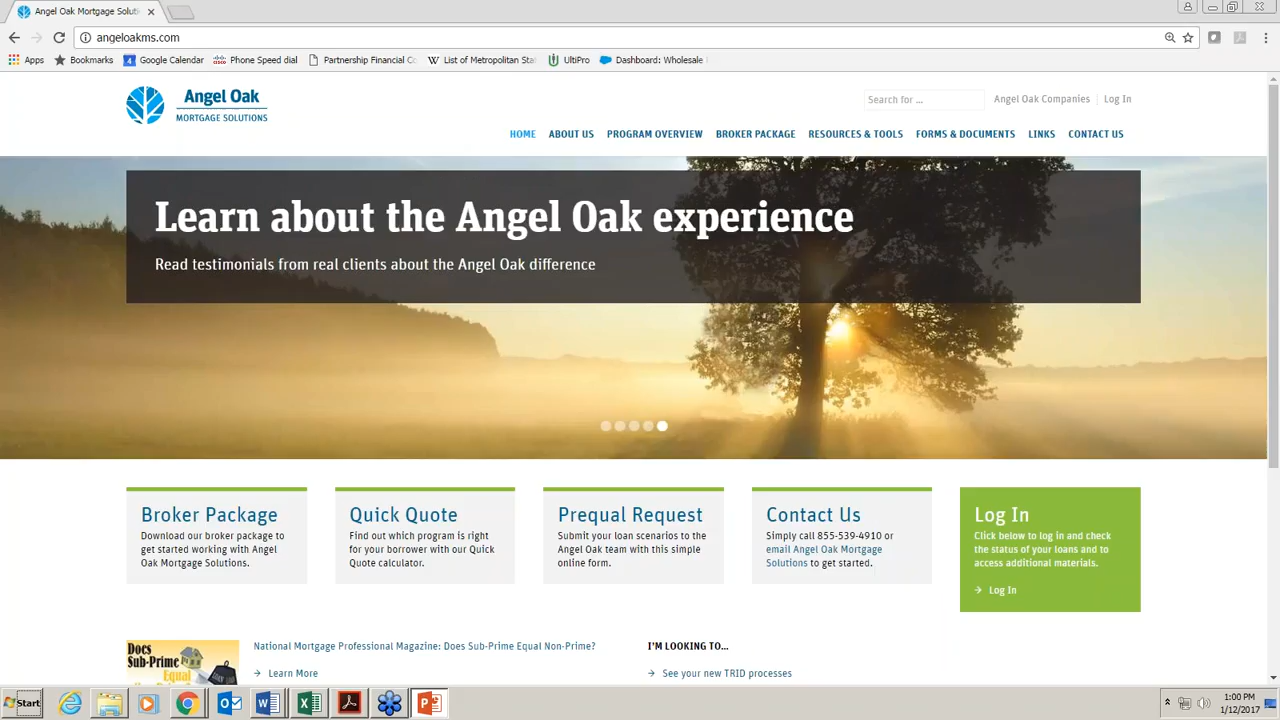 Angel Oak Mortgage Soluti
angeloakms.com
Apps
Bookmarks
Google Calendar
Phone Speed dial
Partnership Financial Co
List of Metropolitan Sta
UltiPro
Dashboard: Wholesale
Angel Oak
MORTGAGE SOLUTIONS
Search for ...
Angel Oak Companies
Log In
HOME
ABOUT US
PROGRAM OVERVIEW
BROKER PACKAGE
RESOURCES & TOOLS
FORMS & DOCUMENTS
LINKS
CONTACT US
Learn about the Angel Oak experience
Read testimonials from real clients about the Angel Oak difference
Broker Package
Download our broker package to
get started working with Angel
Oak Mortgage Solutions.
Quick Quote
Find out which program is right
for your borrower with our Quick
Quote calculator.
Prequal Request
Submit your loan scenarios to the
Angel Oak team with this simple
online form.
Contact Us
Simply call 855-539-4910 or
email Angel Oak Mortgage
Solutions to get started.
Log In
Click below to log in and check
the status of your loans and to
access additional materials.
Log In
Does
Sub-Prime
Equal
National Mortgage Professional Magazine: Does Sub-Prime Equal Non-Prime?
Learn More
I'M LOOKING TO...
See your new TRID processes
Start
1:00 PM
1/12/2017